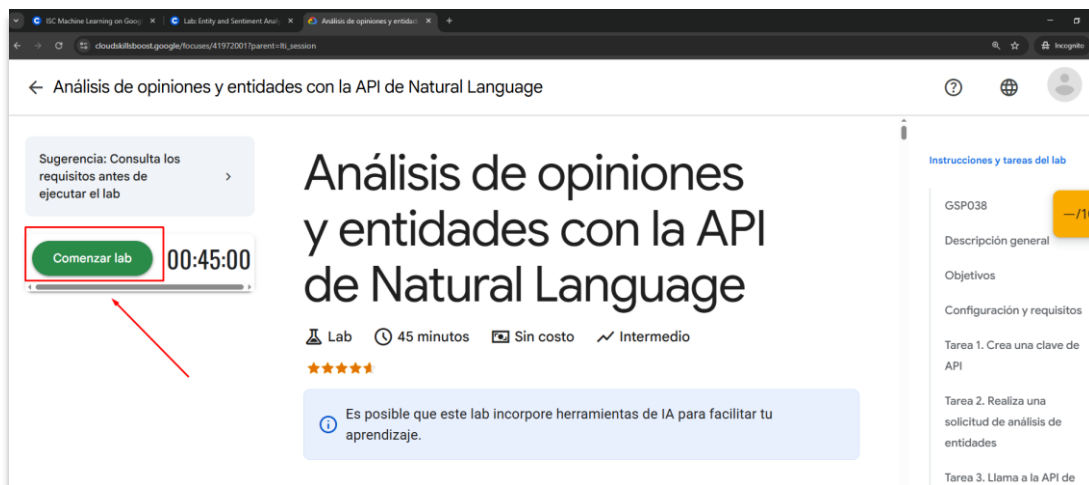 ISC Machine Learning on Goog
Lab: Entity and Sentiment Anal
Análisis de opiniones y entidad
cloudskillsboost.google/focuses/41972001?parent=lti_session
Incognito
Análisis de opiniones y entidades con la API de Natural Language
Sugerencia: Consulta los
requisitos antes de
ejecutar el lab
Comenzar lab
00:45:00
Análisis de opiniones
y entidades con la API
de Natural Language
Lab
45 minutos
Sin costo
Intermedio
Es posible que este lab incorpore herramientas de IA para facilitar tu
aprendizaje.
Instrucciones y tareas del lab
GSP038
—/10
Descripción general
Objetivos
Configuración y requisitos
Tarea 1. Crea una clave de
API
Tarea 2. Realiza una
solicitud de análisis de
entidades
Tarea 3. Llama a la API de